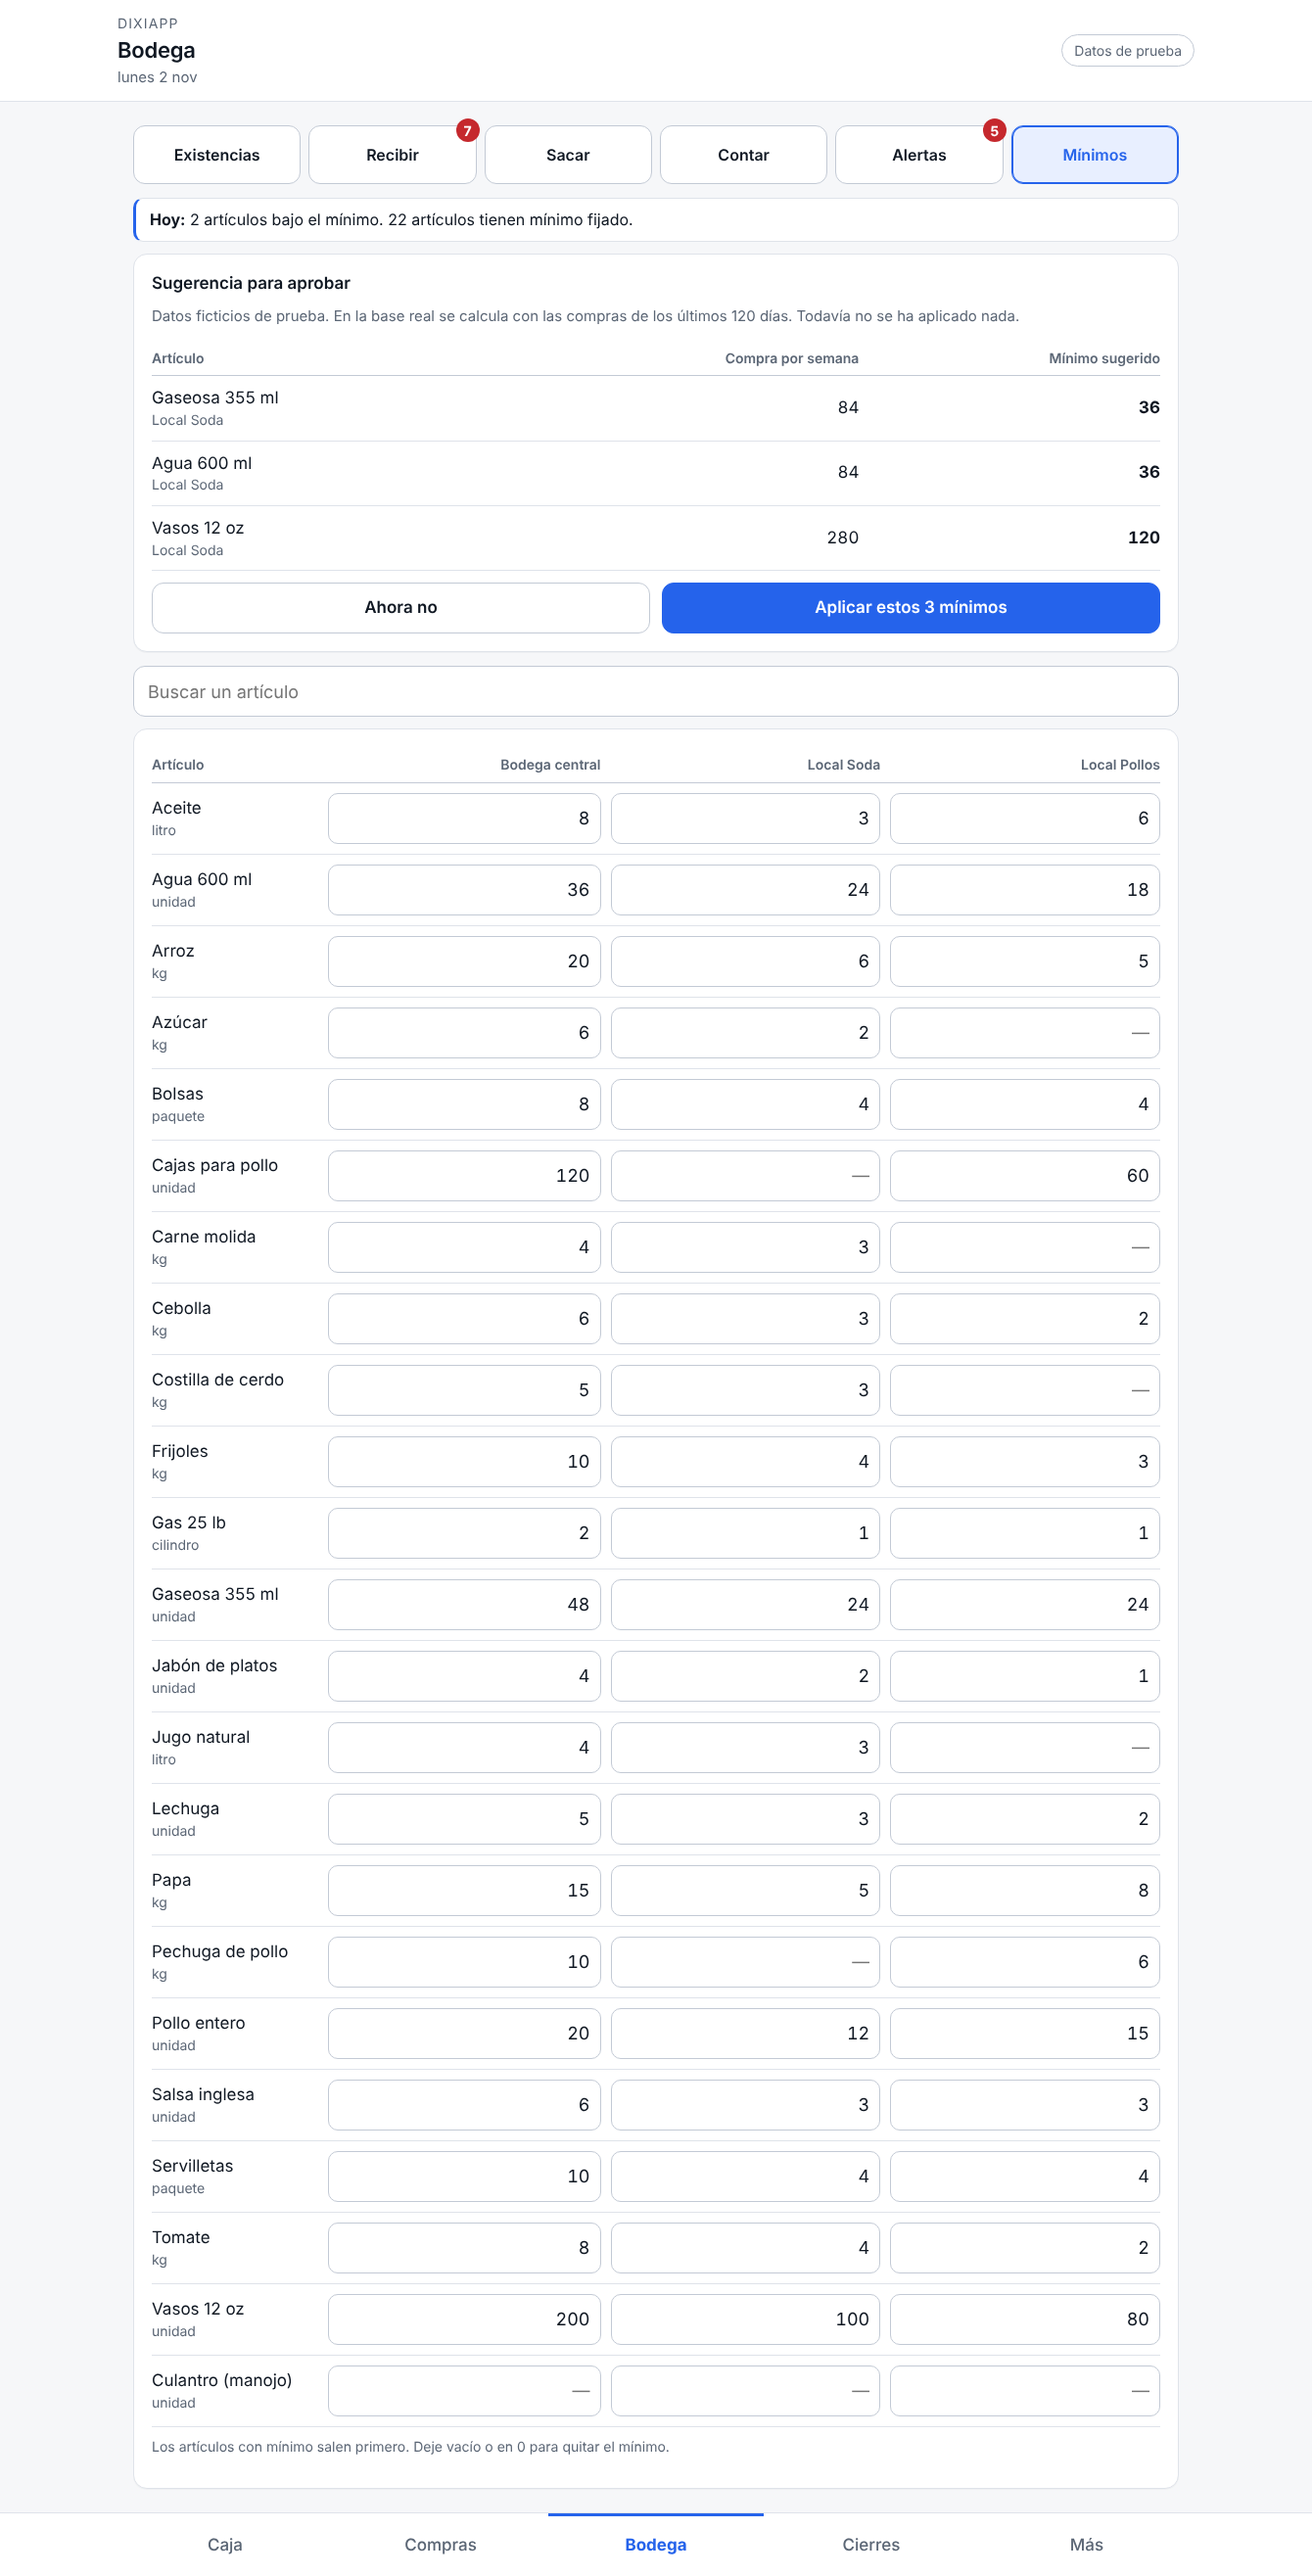 DIXIAPP
Bodega
lunes 2 nov
Datos de prueba
Existencias
Recibir
7
Sacar
Contar
Alertas
5
Mínimos
Hoy: 2 artículos bajo el mínimo. 22 artículos tienen mínimo fijado.
Sugerencia para aprobar
Datos ficticios de prueba. En la base real se calcula con las compras de los últimos 120 días. Todavía no se ha aplicado nada.
Artículo Compra por semana Mínimo sugerido
Gaseosa 355 ml 84 36
Local Soda
Agua 600 ml 84 36
Local Soda
Vasos 12 oz 280 120
Local Soda
Ahora no Aplicar estos 3 mínimos
Buscar un artículo
Artículo Bodega central Local Soda Local Pollos
Aceite 8 3 6
litro
Agua 600 ml 36 24 18
unidad
Arroz 20 6 5
kg
Azúcar 6 2 —
kg
Bolsas 8 4 4
paquete
Cajas para pollo 120 — 60
unidad
Carne molida 4 3 —
kg
Cebolla 6 3 2
kg
Costilla de cerdo 5 3 —
kg
Frijoles 10 4 3
kg
Gas 25 lb 2 1 1
cilindro
Gaseosa 355 ml 48 24 24
unidad
Jabón de platos 4 2 1
unidad
Jugo natural 4 3 —
litro
Lechuga 5 3 2
unidad
Papa 15 5 8
kg
Pechuga de pollo 10 — 6
kg
Pollo entero 20 12 15
unidad
Salsa inglesa 6 3 3
unidad
Servilletas 10 4 4
paquete
Tomate 8 4 2
kg
Vasos 12 oz 200 100 80
unidad
Culantro (manojo) — — —
unidad
Los artículos con mínimo salen primero. Deje vacío o en 0 para quitar el mínimo.
Caja Compras Bodega Cierres Más